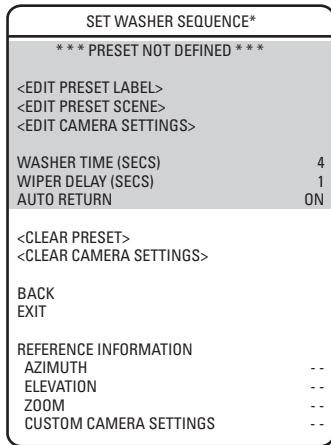 SET WASHER SEQUENCE*
* * * PRESET NOT DEFINED * * *
<EDIT PRESET LABEL>
<EDIT PRESET SCENE>
<EDIT CAMERA SETTINGS>
WASHER TIME (SECS) 4
WIPER DELAY (SECS) 1
AUTO RETURN ON
<CLEAR PRESET>
<CLEAR CAMERA SETTINGS>
BACK
EXIT
REFERENCE INFORMATION
AZIMUTH - -
ELEVATION - -
ZOOM - -
CUSTOM CAMERA SETTINGS - -